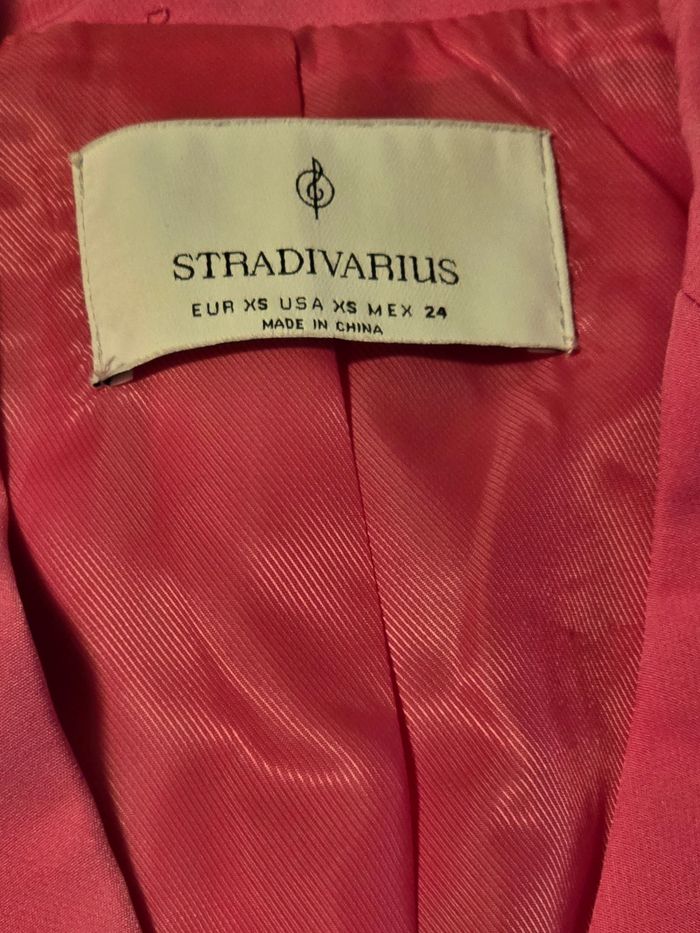 STRADIVARIUS
EUR XS USA XS MEX 24
MADE IN CHINA